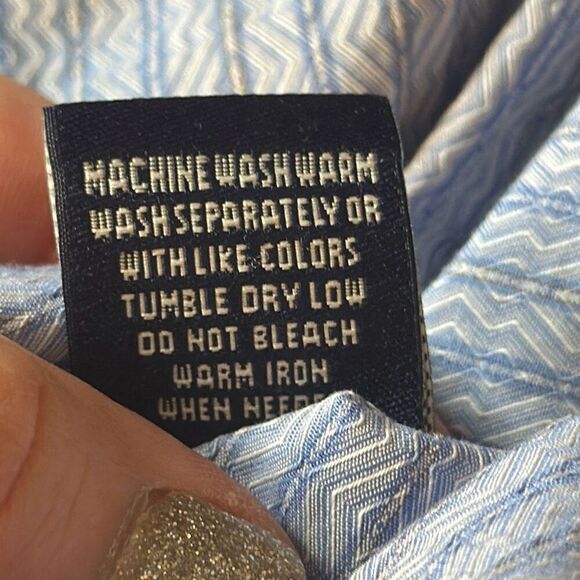 MACHINE WASH WARM
WASH SEPARATELY OR
WITH LIKE COLORS
TUMBLE DRY LOW
DO NOT BLEACH
WARM IRON
WHEN